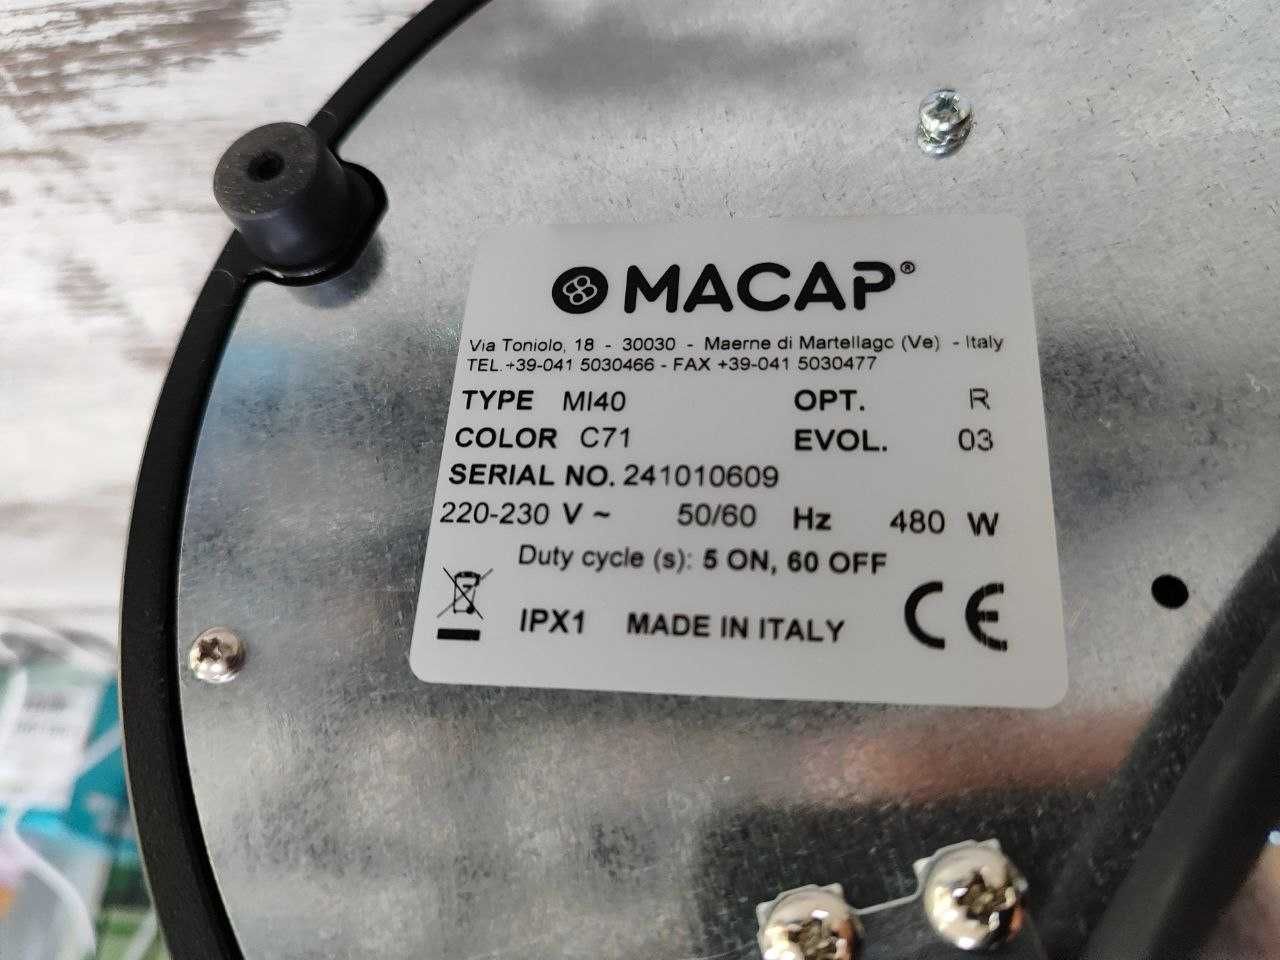 MACAP®
Via Toniolo, 18 - 30030 - Maerne di Martellago (Ve) - Italy
TEL. +39-041 5030466 - FAX +39-041 5030477
TYPE MI40 OPT. R
COLOR C71 EVOL. 03
SERIAL NO. 241010609
220-230 V ~ 50/60 Hz 480 W
Duty cycle (s): 5 ON, 60 OFF
IPX1 MADE IN ITALY CE